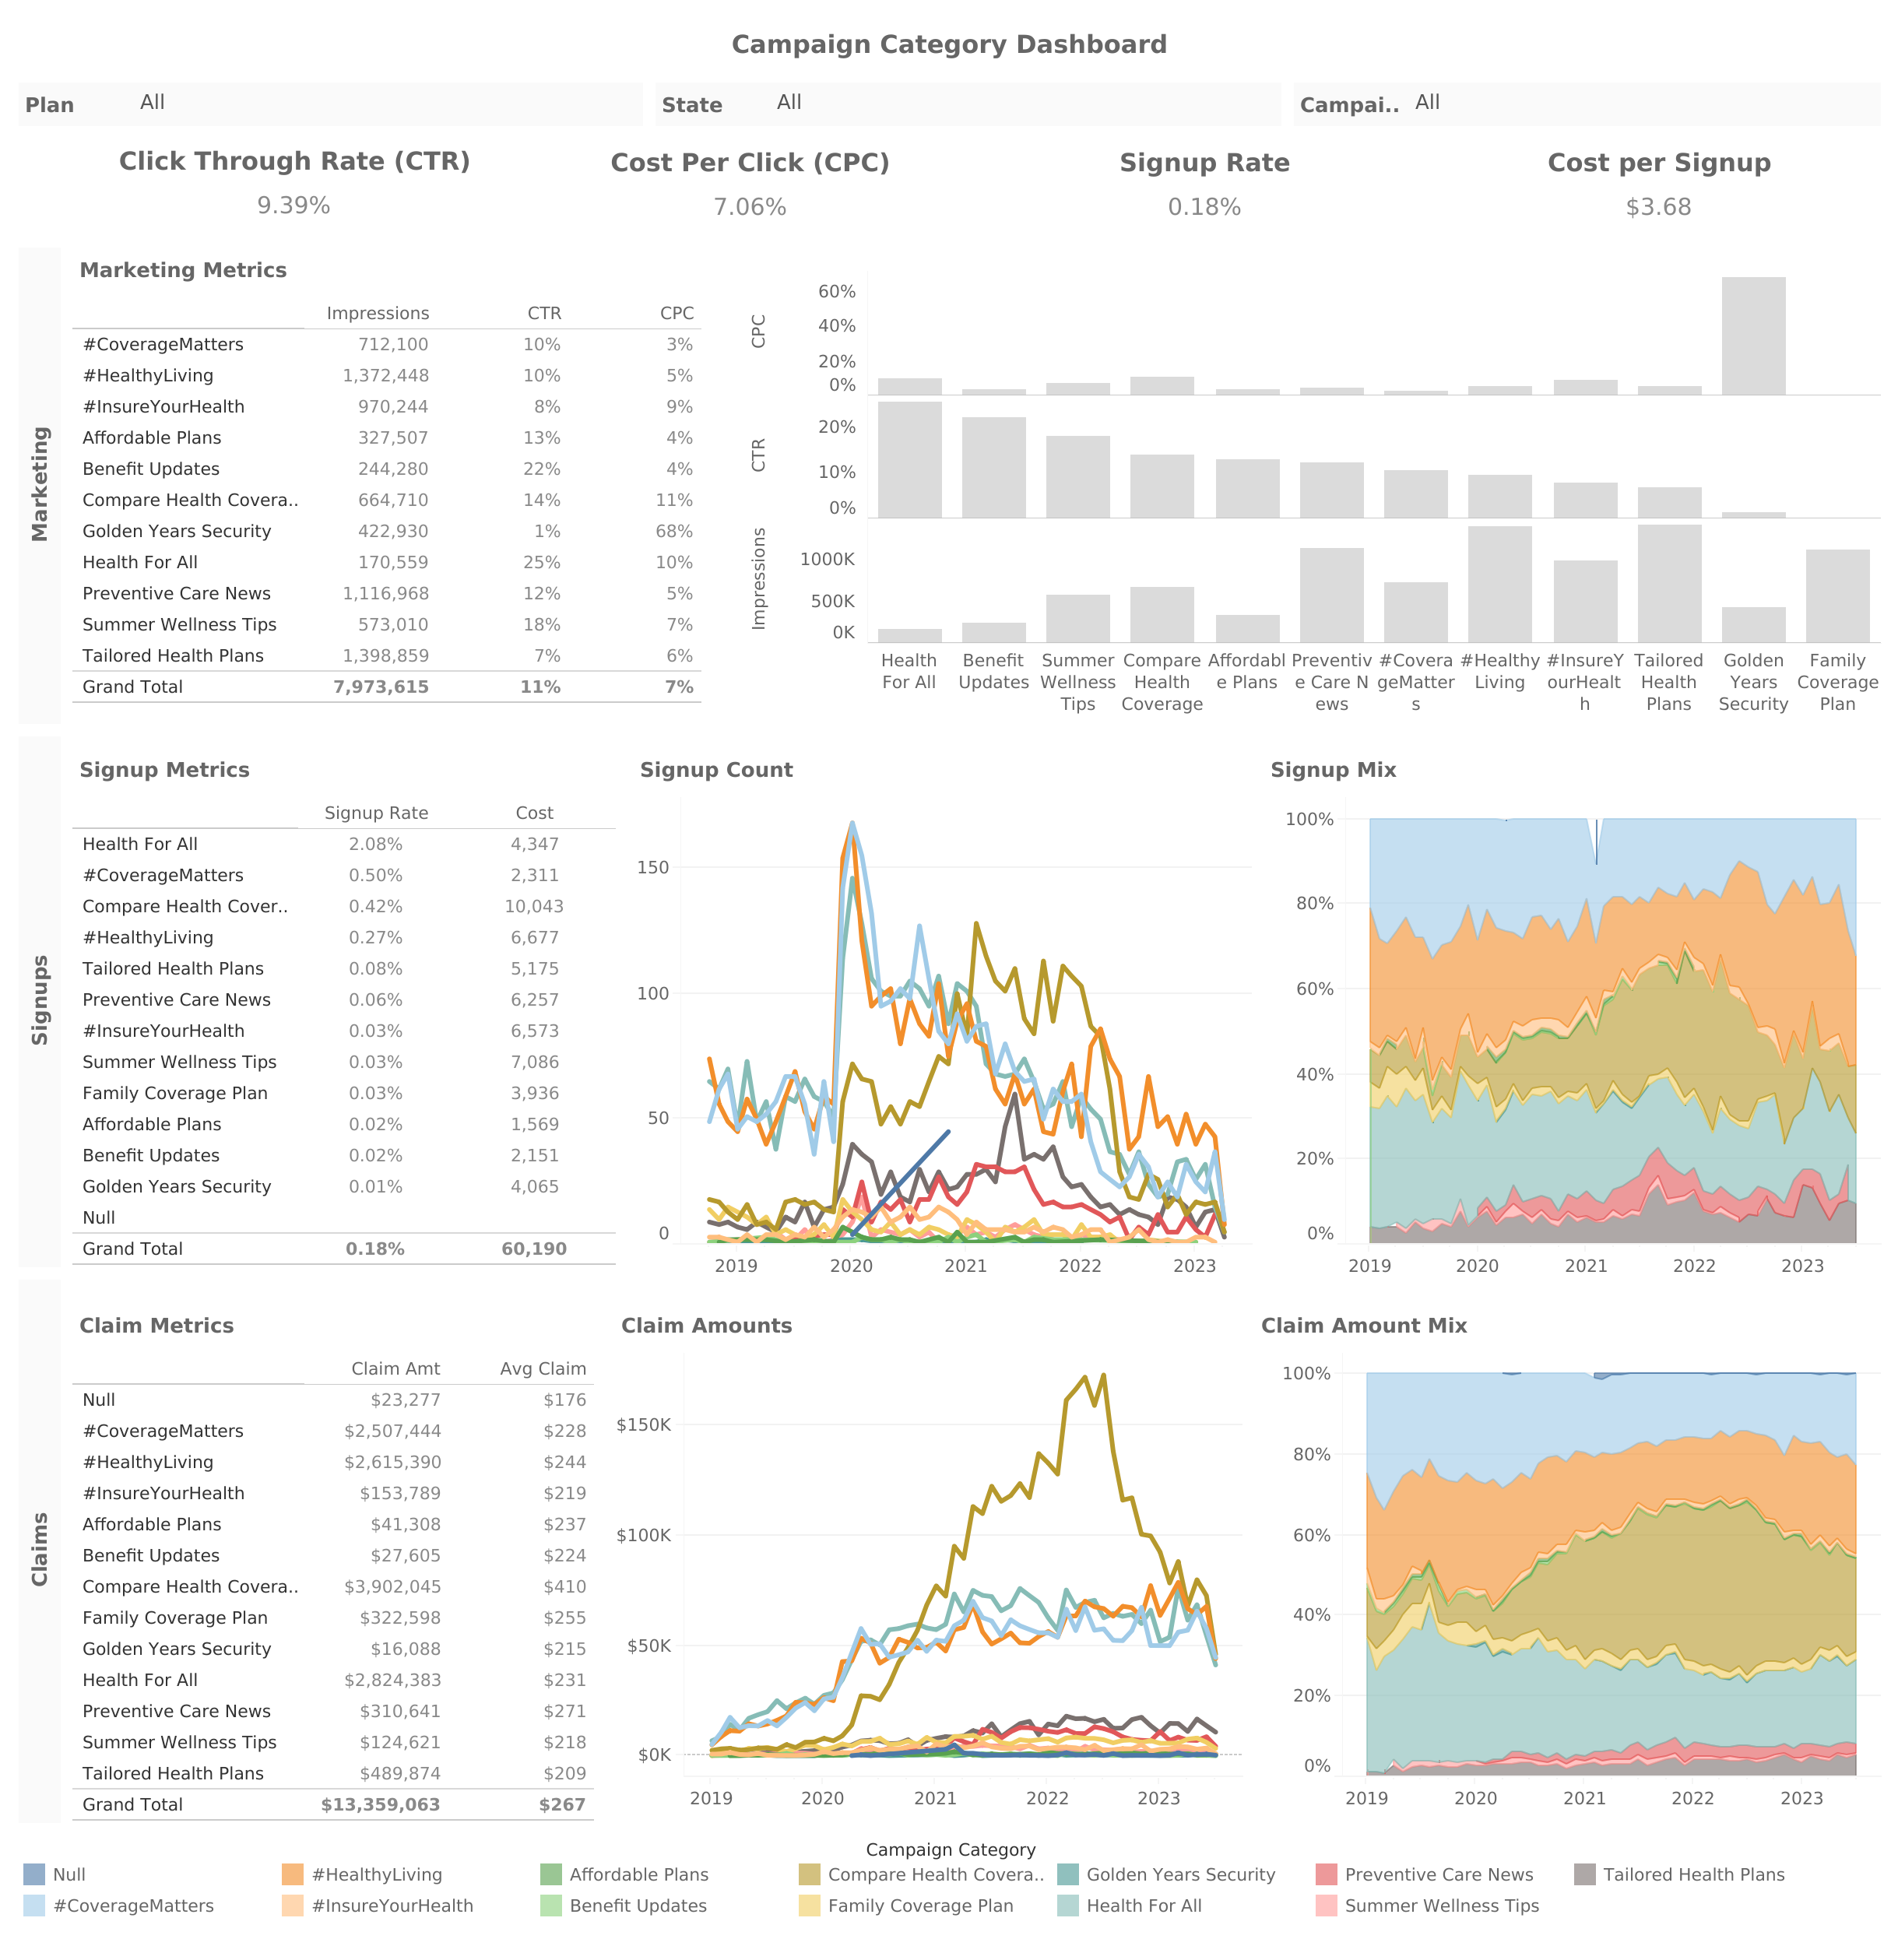 Campaign Category Dashboard
Plan All State All Campai.. All
Click Through Rate (CTR) Cost Per Click (CPC) Signup Rate Cost per Signup
9.39% 7.06% 0.18% $3.68
Marketing
Marketing Metrics
Impressions CTR CPC
#CoverageMatters 712,100 10% 3%
#HealthyLiving 1,372,448 10% 5%
#InsureYourHealth 970,244 8% 9%
Affordable Plans 327,507 13% 4%
Benefit Updates 244,280 22% 4%
Compare Health Covera.. 664,710 14% 11%
Golden Years Security 422,930 1% 68%
Health For All 170,559 25% 10%
Preventive Care News 1,116,968 12% 5%
Summer Wellness Tips 573,010 18% 7%
Tailored Health Plans 1,398,859 7% 6%
Grand Total 7,973,615 11% 7%
CPC
60%
40%
20%
0%
CTR
20%
10%
0%
Impressions
1000K
500K
0K
Health Benefit Summer Compare Affordabl Preventiv #Covera #Healthy #InsureY Tailored Golden Family
For All Updates Wellness Health e Plans e Care N geMatter Living ourHealt Health Years Coverage
Tips Coverage ews s h Plans Security Plan
Signups
Signup Metrics
Signup Rate Cost
Health For All 2.08% 4,347
#CoverageMatters 0.50% 2,311
Compare Health Cover.. 0.42% 10,043
#HealthyLiving 0.27% 6,677
Tailored Health Plans 0.08% 5,175
Preventive Care News 0.06% 6,257
#InsureYourHealth 0.03% 6,573
Summer Wellness Tips 0.03% 7,086
Family Coverage Plan 0.03% 3,936
Affordable Plans 0.02% 1,569
Benefit Updates 0.02% 2,151
Golden Years Security 0.01% 4,065
Null
Grand Total 0.18% 60,190
Signup Count
150
100
50
0
2019 2020 2021 2022 2023
Signup Mix
100%
80%
60%
40%
20%
0%
2019 2020 2021 2022 2023
Claims
Claim Metrics
Claim Amt Avg Claim
Null $23,277 $176
#CoverageMatters $2,507,444 $228
#HealthyLiving $2,615,390 $244
#InsureYourHealth $153,789 $219
Affordable Plans $41,308 $237
Benefit Updates $27,605 $224
Compare Health Covera.. $3,902,045 $410
Family Coverage Plan $322,598 $255
Golden Years Security $16,088 $215
Health For All $2,824,383 $231
Preventive Care News $310,641 $271
Summer Wellness Tips $124,621 $218
Tailored Health Plans $489,874 $209
Grand Total $13,359,063 $267
Claim Amounts
$150K
$100K
$50K
$0K
2019 2020 2021 2022 2023
Claim Amount Mix
100%
80%
60%
40%
20%
0%
2019 2020 2021 2022 2023
Campaign Category
Null #HealthyLiving Affordable Plans Compare Health Covera.. Golden Years Security Preventive Care News Tailored Health Plans
#CoverageMatters #InsureYourHealth Benefit Updates Family Coverage Plan Health For All Summer Wellness Tips